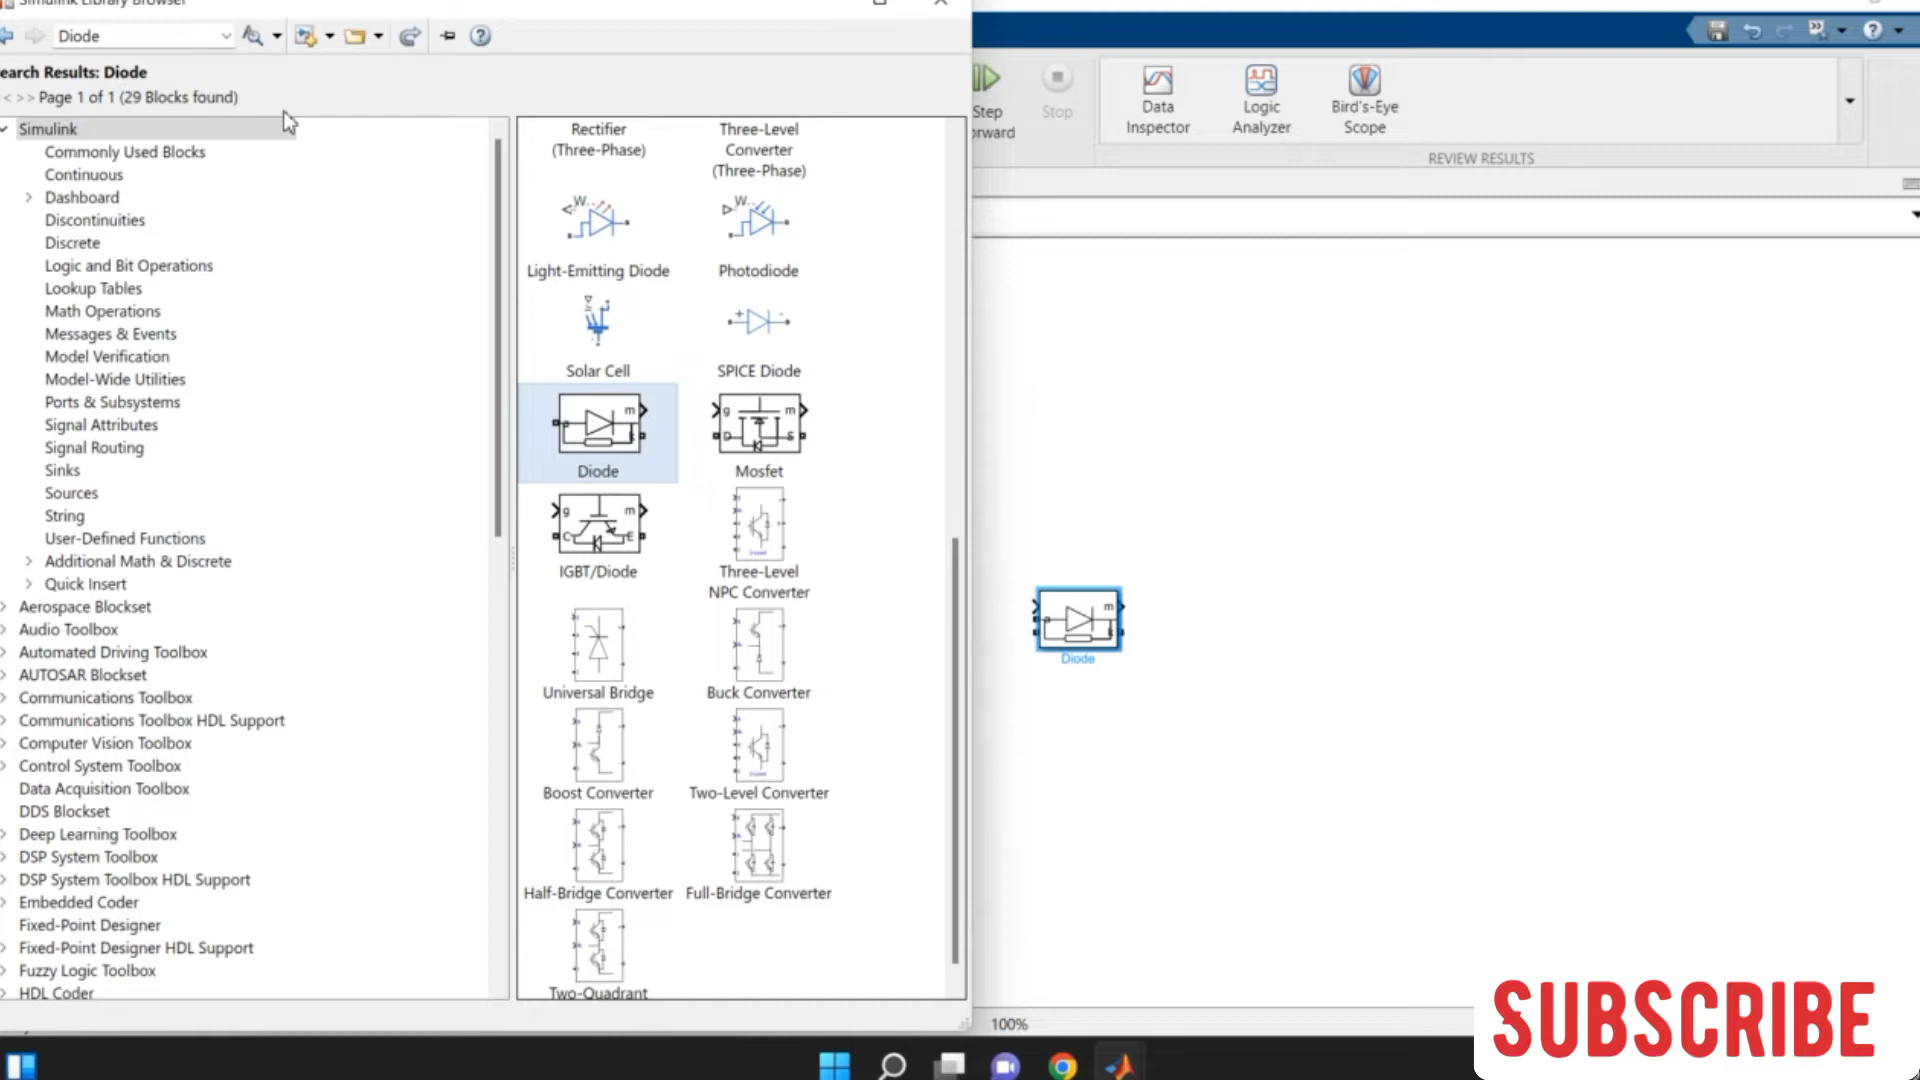 Simulink Library Browser
Diode
earch Results: Diode
< > >> Page 1 of 1 (29 Blocks found)
Simulink
Commonly Used Blocks
Continuous
Dashboard
Discontinuities
Discrete
Logic and Bit Operations
Lookup Tables
Math Operations
Messages & Events
Model Verification
Model-Wide Utilities
Ports & Subsystems
Signal Attributes
Signal Routing
Sinks
Sources
String
User-Defined Functions
Additional Math & Discrete
Quick Insert
Aerospace Blockset
Audio Toolbox
Automated Driving Toolbox
AUTOSAR Blockset
Communications Toolbox
Communications Toolbox HDL Support
Computer Vision Toolbox
Control System Toolbox
Data Acquisition Toolbox
DDS Blockset
Deep Learning Toolbox
DSP System Toolbox
DSP System Toolbox HDL Support
Embedded Coder
Fixed-Point Designer
Fixed-Point Designer HDL Support
Fuzzy Logic Toolbox
HDL Coder
Rectifier
(Three-Phase)
Three-Level
Converter
(Three-Phase)
W
W
Light-Emitting Diode
Photodiode
Solar Cell
SPICE Diode
m
a
g m
D S
Diode
Mosfet
g m
C E
IGBT/Diode
Three-Level
NPC Converter
Universal Bridge
Buck Converter
Boost Converter
Two-Level Converter
Half-Bridge Converter
Full-Bridge Converter
Two-Quadrant
Step
orward
Stop
Data
Inspector
Logic
Analyzer
Bird's-Eye
Scope
REVIEW RESULTS
m
a
Diode
100%
SUBSCRIBE